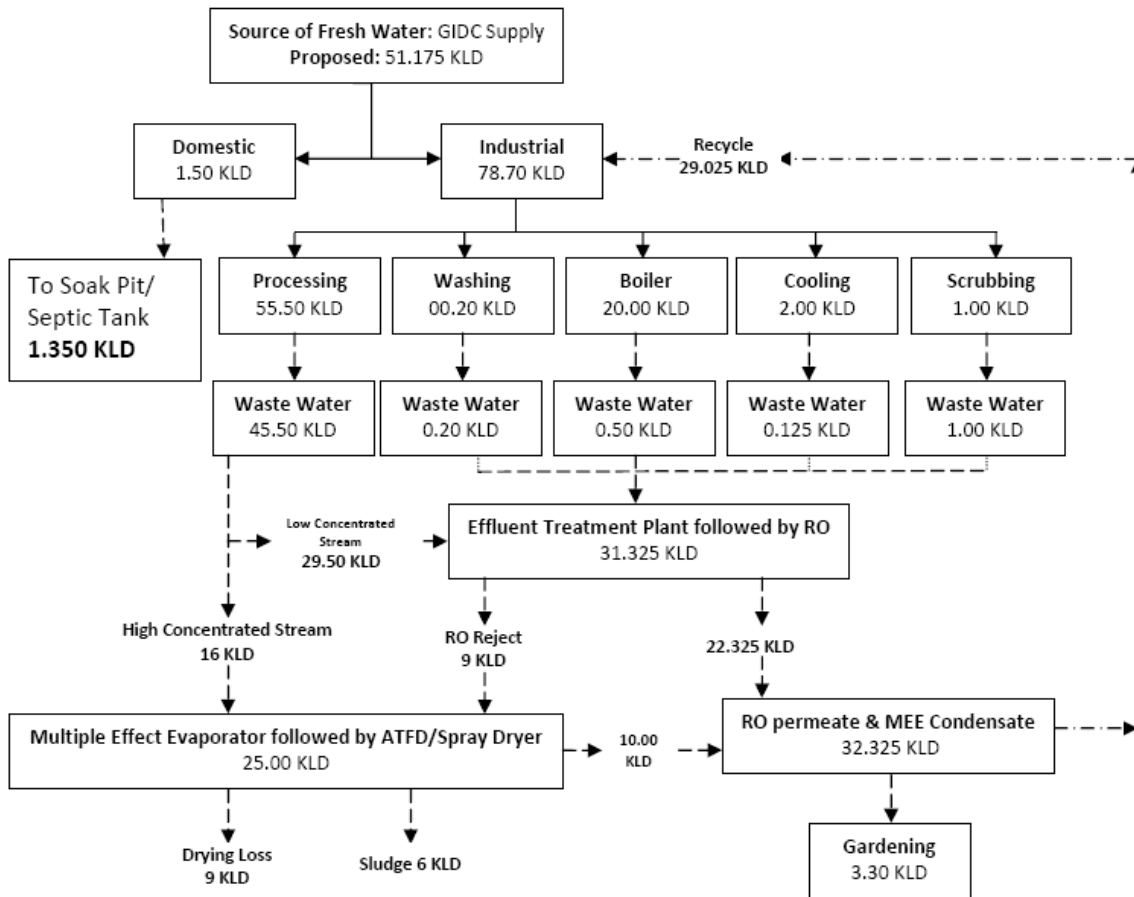 Source of Fresh Water: GIDC Supply
Proposed: 51.175 KLD
Domestic
1.50 KLD
Industrial
78.70 KLD
Recycle
29.025 KLD
To Soak Pit/
Septic Tank
1.350 KLD
Processing
55.50 KLD
Washing
00.20 KLD
Boiler
20.00 KLD
Cooling
2.00 KLD
Scrubbing
1.00 KLD
Waste Water
45.50 KLD
Waste Water
0.20 KLD
Waste Water
0.50 KLD
Waste Water
0.125 KLD
Waste Water
1.00 KLD
Low Concentrated
Stream
29.50 KLD
Effluent Treatment Plant followed by RO
31.325 KLD
High Concentrated Stream
16 KLD
RO Reject
9 KLD
22.325 KLD
Multiple Effect Evaporator followed by ATFD/Spray Dryer
25.00 KLD
10.00
KLD
RO permeate & MEE Condensate
32.325 KLD
Drying Loss
9 KLD
Sludge 6 KLD
Gardening
3.30 KLD